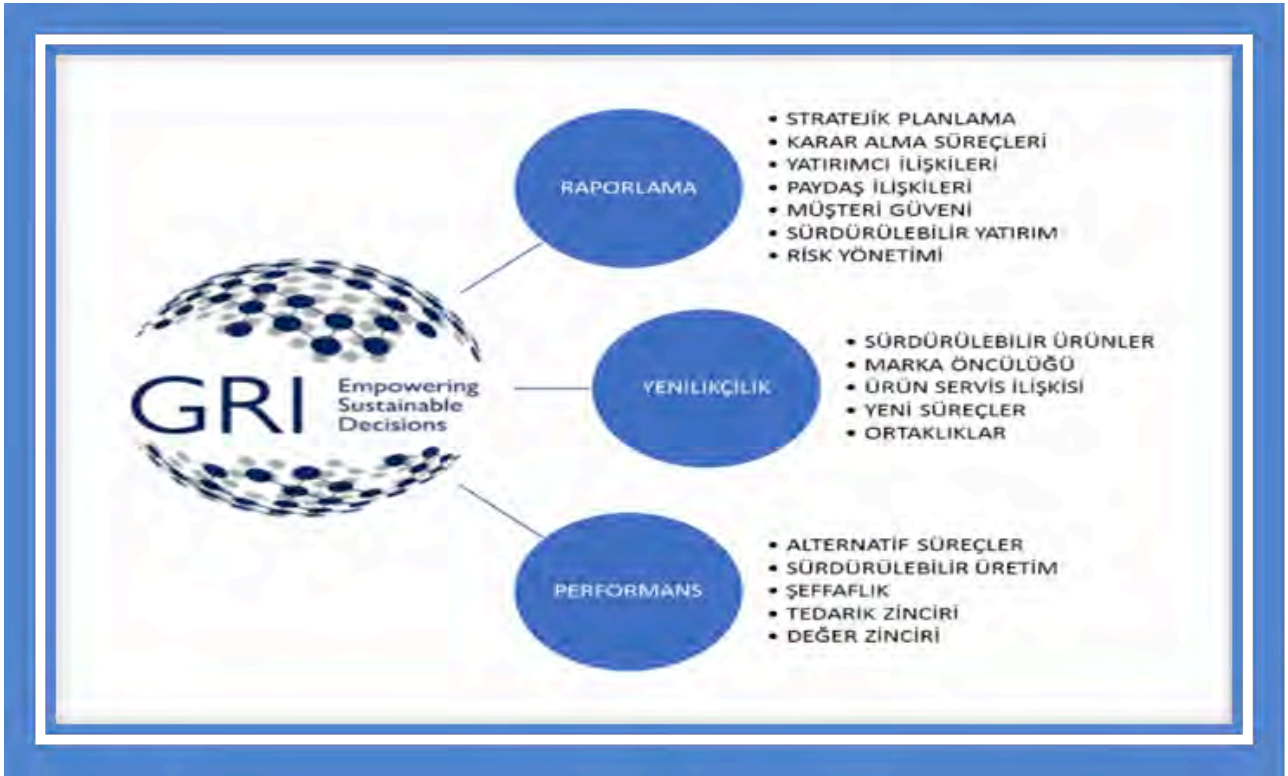 GRI
Empowering
Sustainable
Decisions
RAPORLAMA
• STRATEJİK PLANLAMA
• KARAR ALMA SÜREÇLERİ
• YATIRIMCI İLİŞKİLERİ
• PAYDAŞ İLİŞKİLERİ
• MÜŞTERİ GÜVENİ
• SÜRDÜRÜLEBİLİR YATIRIM
• RİSK YÖNETİMİ
YENİLİKÇİLİK
• SÜRDÜRÜLEBİLİR ÜRÜNLER
• MARKA ÖNCÜLÜĞÜ
• ÜRÜN SERVİS İLİŞKİSİ
• YENİ SÜREÇLER
• ORTAKLIKLAR
PERFORMANS
• ALTERNATİF SÜREÇLER
• SÜRDÜRÜLEBİLİR ÜRETİM
• ŞEFFAFLIK
• TEDARİK ZİNCİRİ
• DEĞER ZİNCİRİ